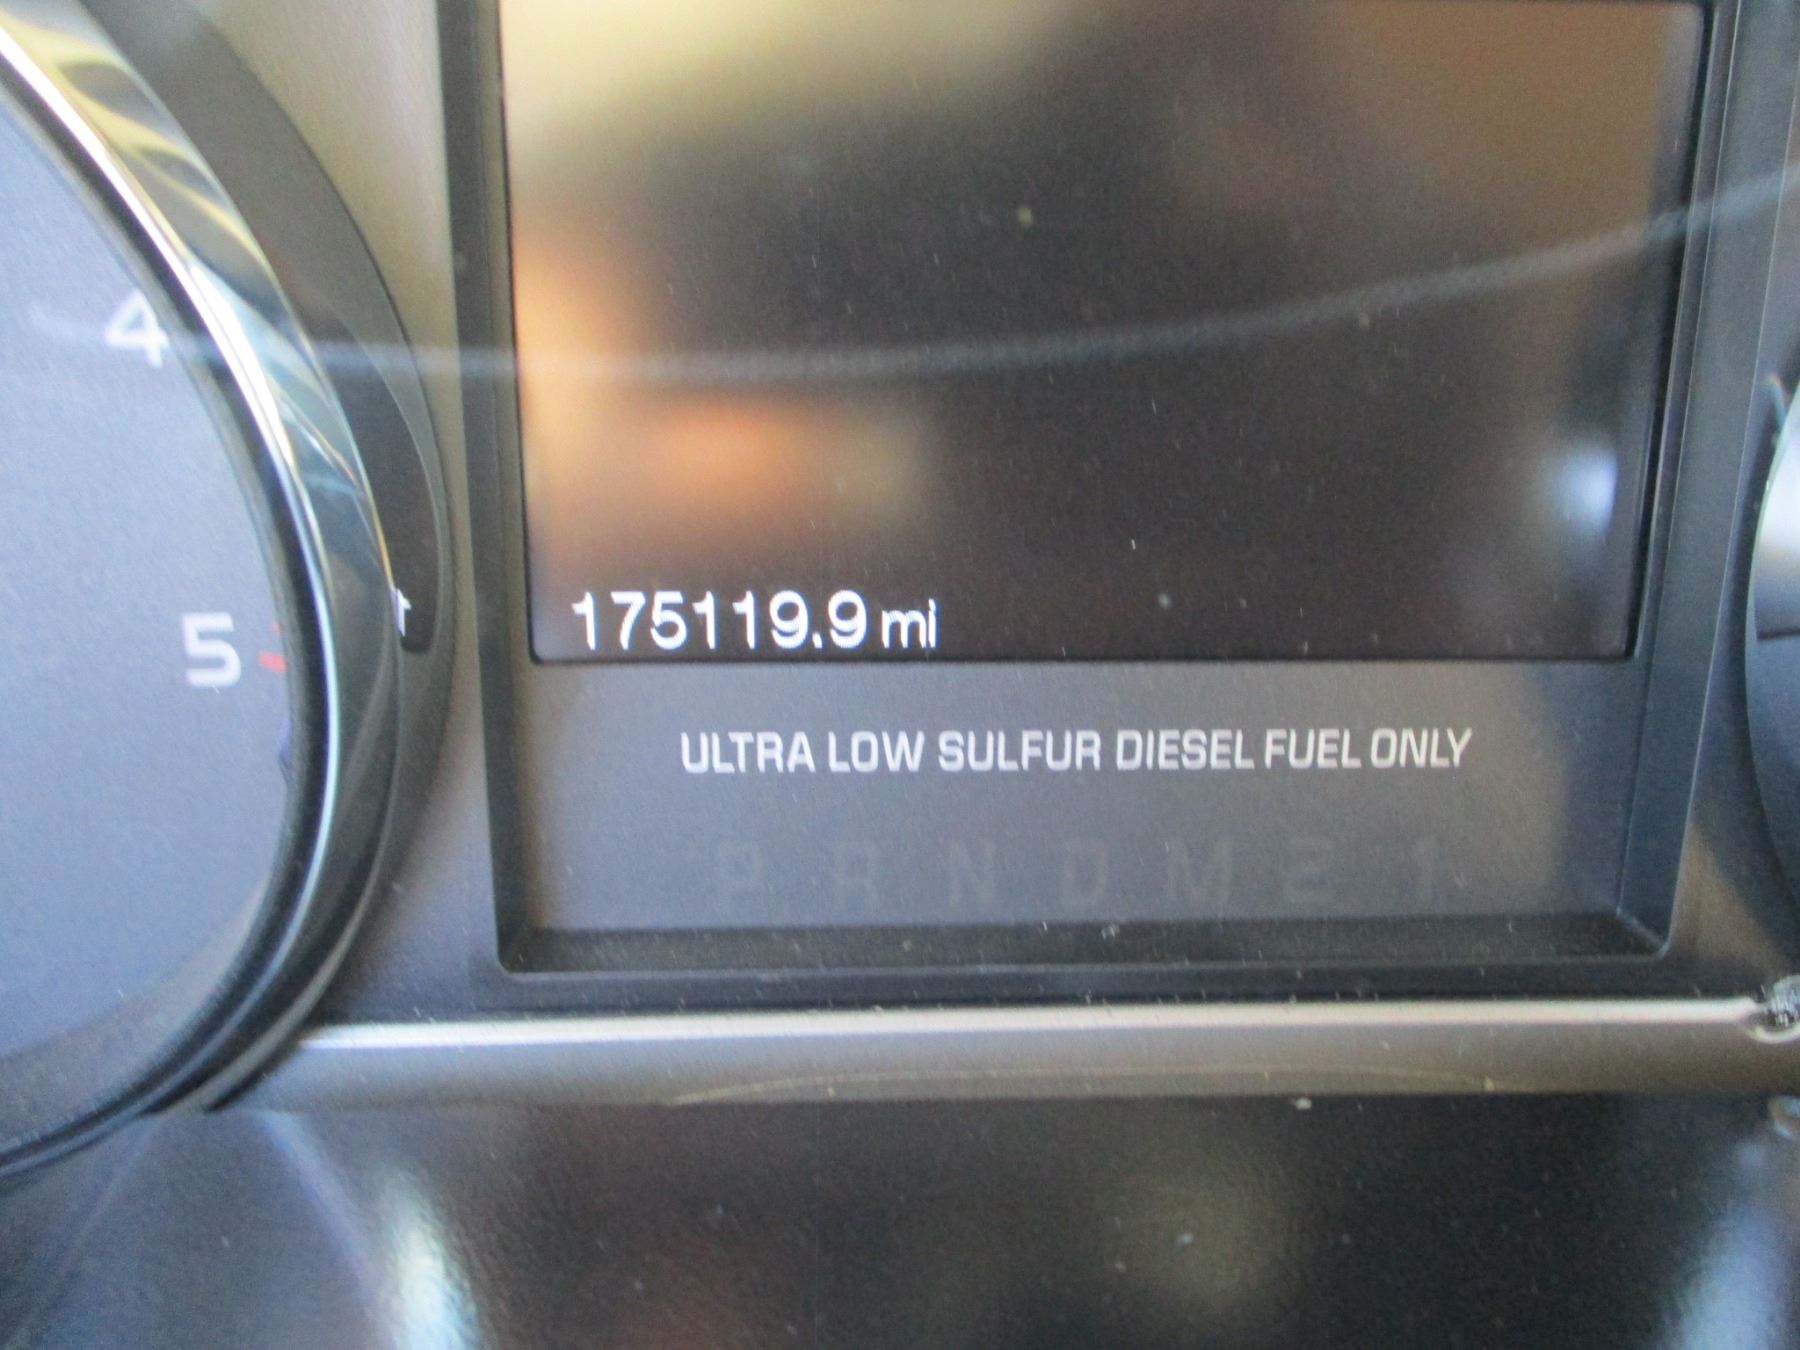 4
175119.9 mi
5
ULTRA LOW SULFUR DIESEL FUEL ONLY
P R N D M 2 1